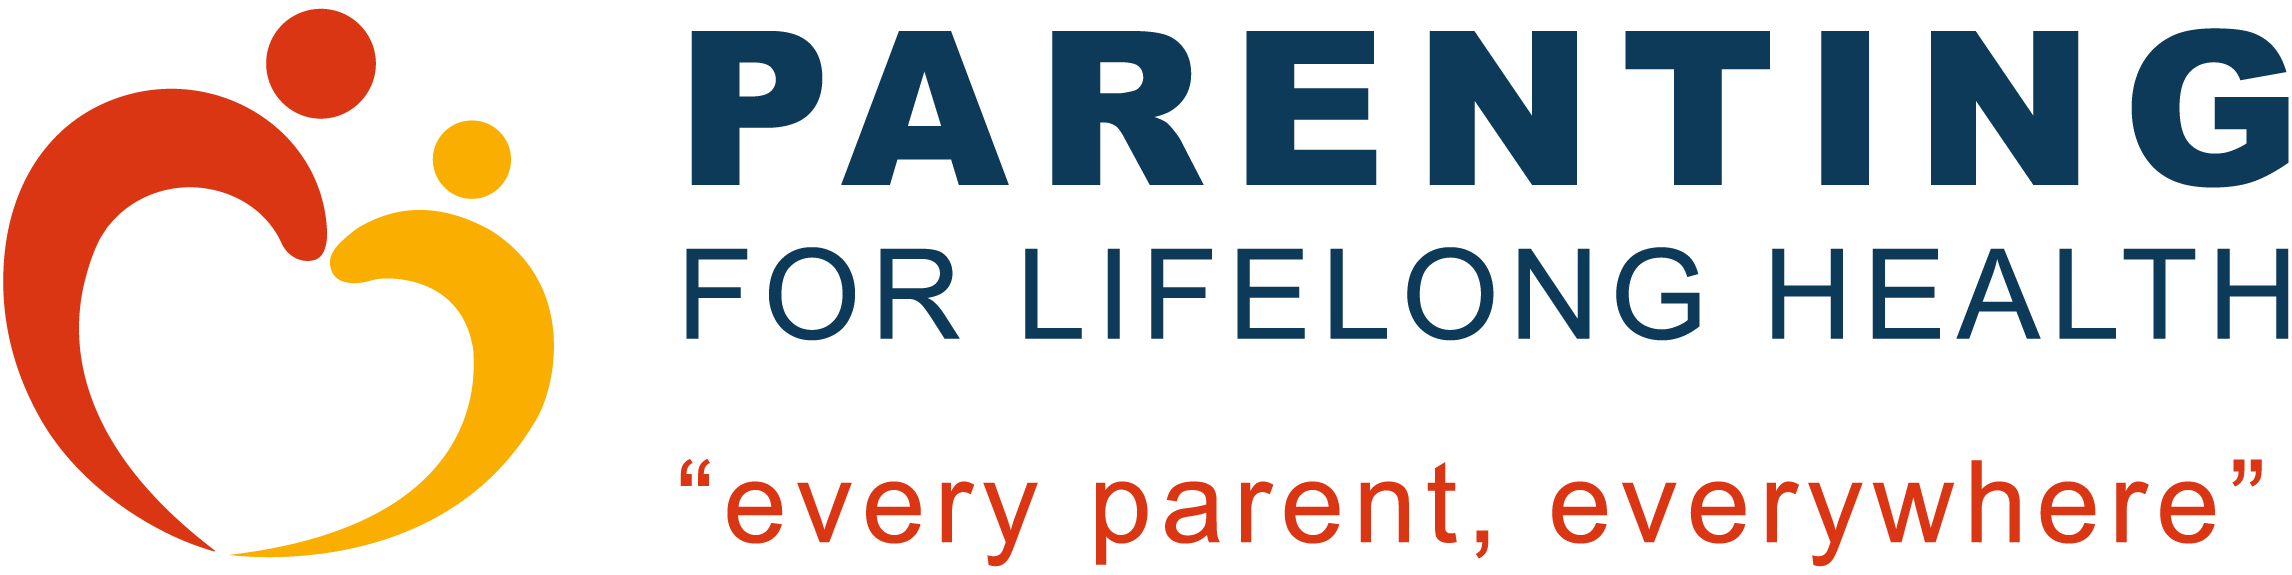 PARENTING
FOR LIFELONG HEALTH
“every parent, everywhere”